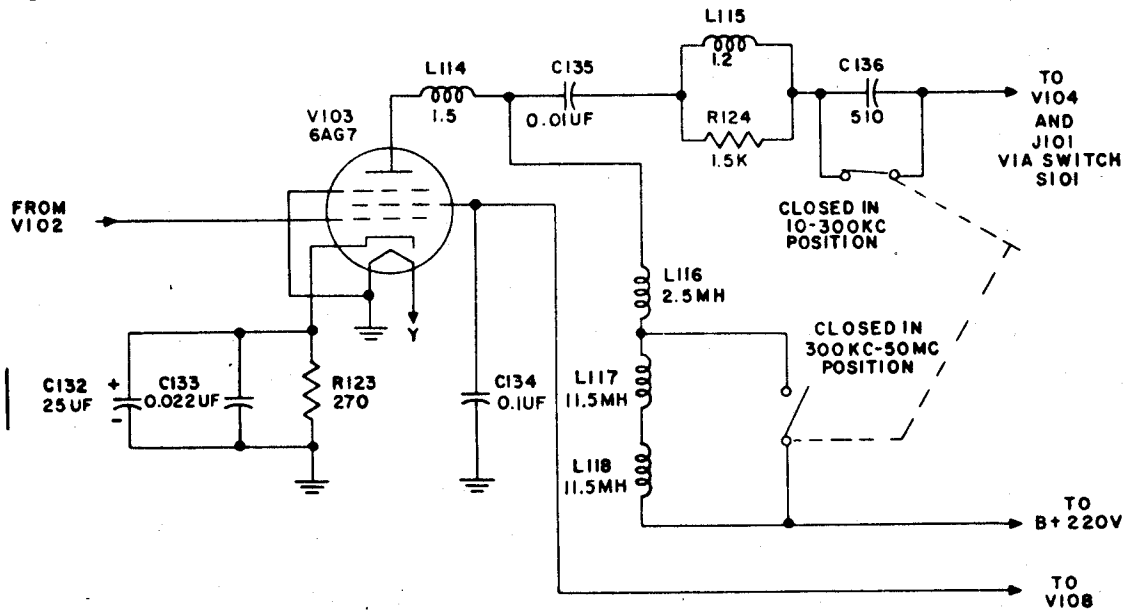 L115
1.2
L114
1.5
C135
0.01UF
C136
510
R124
1.5K
TO
V104
AND
J101
VIA SWITCH
S101
V103
6AG7
FROM
V102
CLOSED IN
10-300KC
POSITION
L116
2.5MH
Y
CLOSED IN
300KC-50MC
POSITION
C132
25UF
+
-
C133
0.022UF
R123
270
C134
0.1UF
L117
11.5MH
L118
11.5MH
TO
B+ 220V
TO
V108